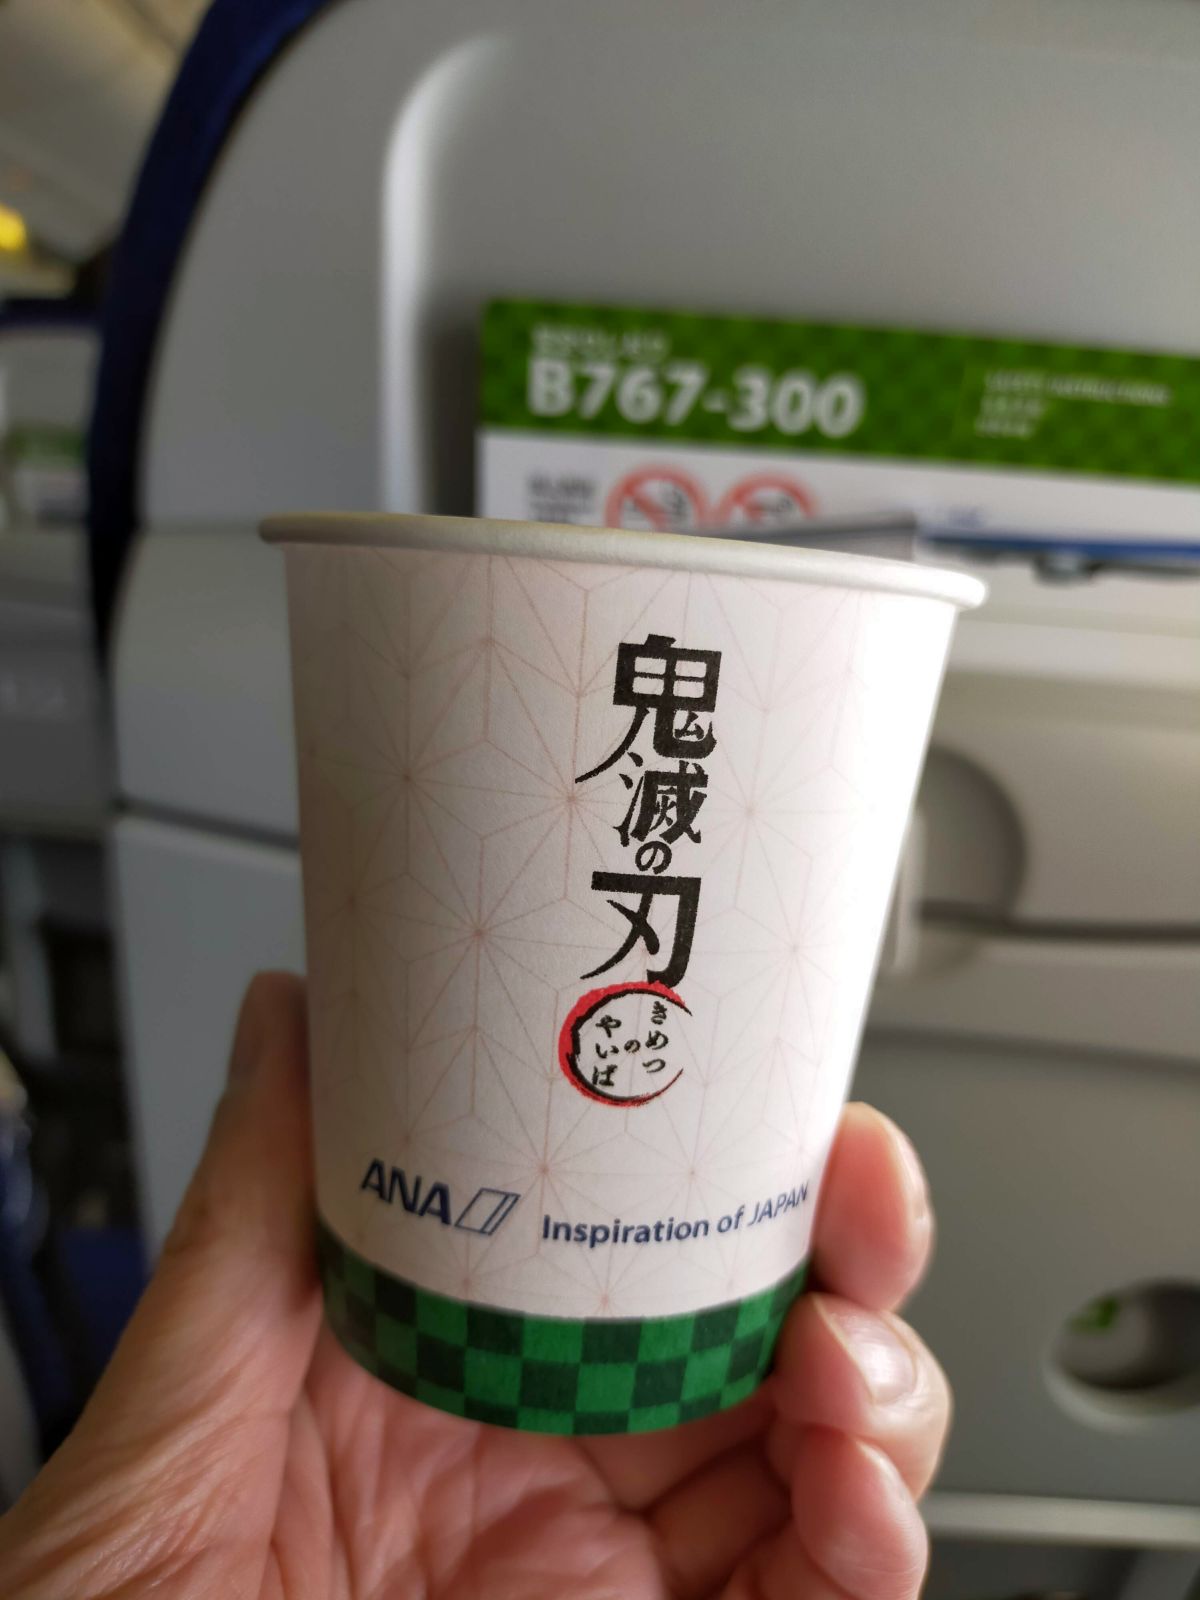 B767-300
鬼滅の刃
きめつ
の
やいば
ANA
Inspiration of JAPAN